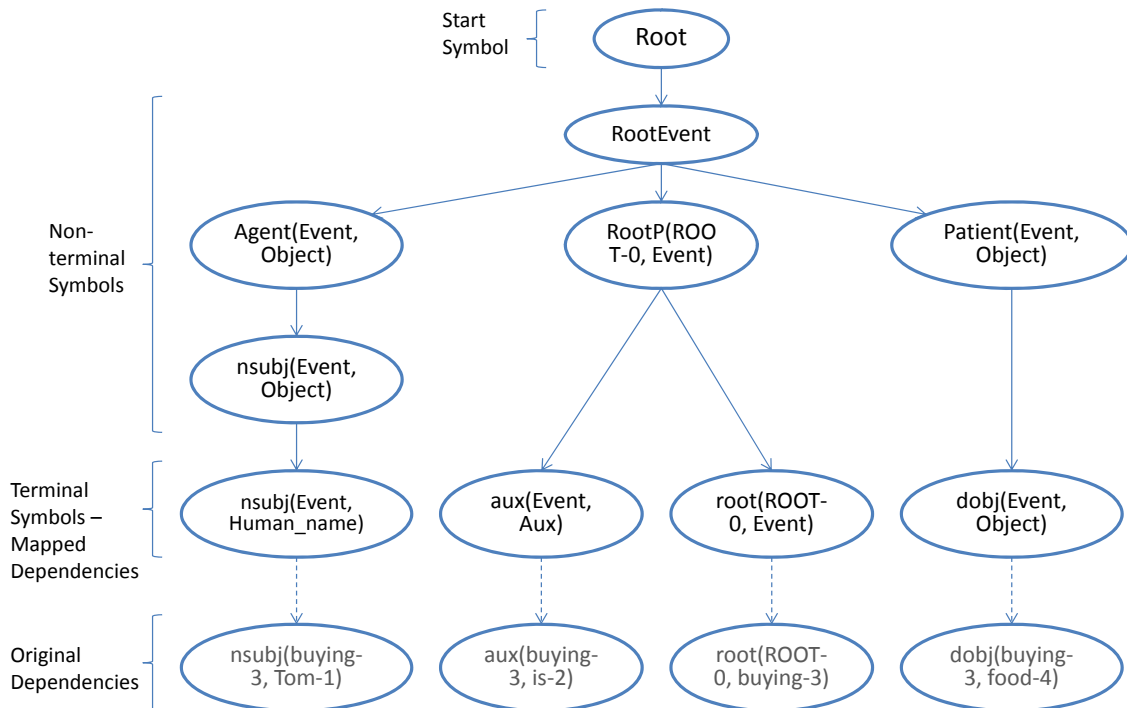 Start
Symbol
Root
RootEvent
Non-
terminal
Symbols
Agent(Event,
Object)
RootP(ROO
T-0, Event)
Patient(Event,
Object)
nsubj(Event,
Object)
Terminal
Symbols –
Mapped
Dependencies
nsubj(Event,
Human_name)
aux(Event,
Aux)
root(ROOT-
0, Event)
dobj(Event,
Object)
Original
Dependencies
nsubj(buying-
3, Tom-1)
aux(buying-
3, is-2)
root(ROOT-
0, buying-3)
dobj(buying-
3, food-4)